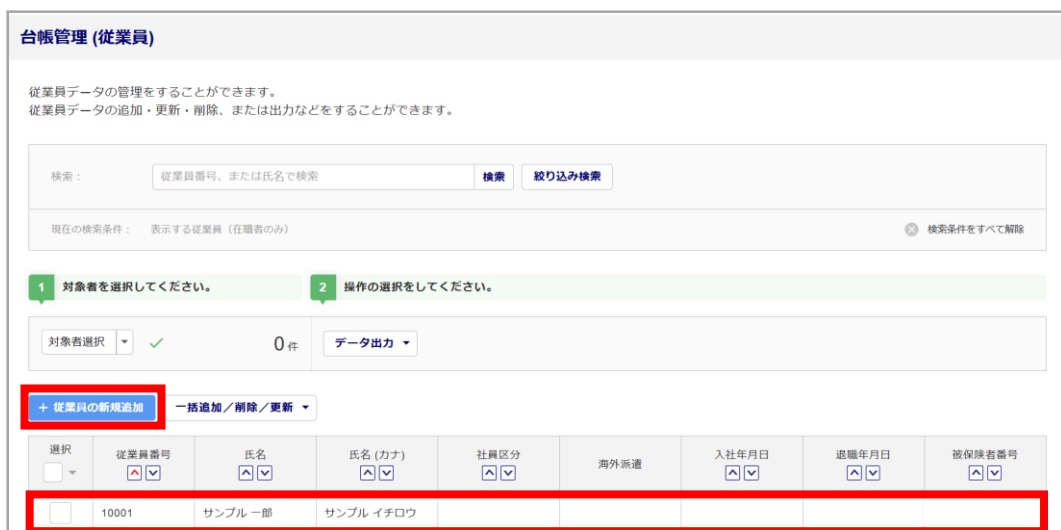 台帳管理 (従業員)
従業員データの管理をすることができます。
従業員データの追加・更新・削除、または出力などをすることができます。
検索： 従業員番号、または氏名で検索 検索 絞り込み検索
現在の検索条件： 表示する従業員（在職者のみ） 検索条件をすべて解除
1 対象者を選択してください。 2 操作の選択をしてください。
対象者選択 0 件 データ出力
+ 従業員の新規追加 一括追加／削除／更新
選択 従業員番号 氏名 氏名 (カナ) 社員区分 海外派遣 入社年月日 退職年月日 被保険者番号
10001 サンプル 一郎 サンプル イチロウ